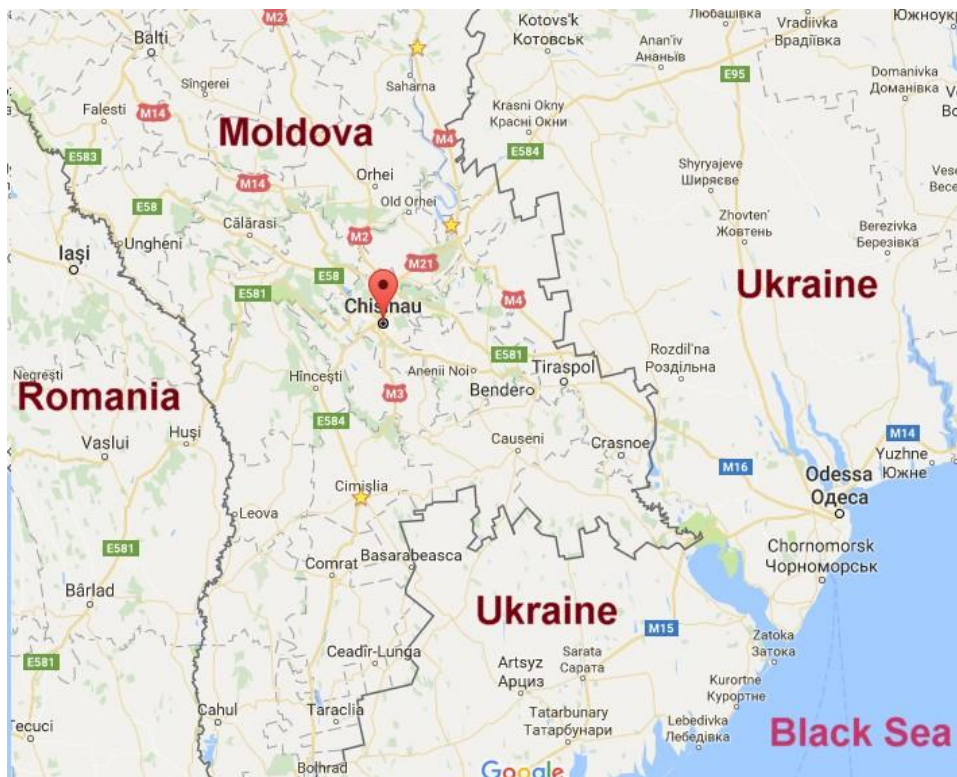 M2
Kotovs'k
Котовськ
Любашівка
Vradiivka
Врадіївка
Balti
Anan'iv
Ананьїв
E95
Domanivka
Доманівка
Sîngerei
Saharna
E583
Falesti
M14
Krasni Okny
Красні Окни
Moldova
M4
E584
E583
M14
Orhei
Shyryajeve
Ширяєве
Old Orhei
E58
Călărasi
Zhovten'
Жовтень
Berezivka
Березівка
Ungheni
M2
Iaşi
M21
E58
E581
Ukraine
Chisinau
M4
E581
Rozdil'na
Роздільна
Negreşti
Romania
Hînceşti
Anenii Noi
Tiraspol
Bender
M3
E584
Vaslui
Huşi
Causeni
Crasnoe
M14
Yuzhne
Южне
M16
Odessa
Одеса
Cimişlia
Leova
E581
Basarabeasca
Comrat
Chornomorsk
Чорноморськ
Bârlad
Ukraine
M15
Zatoka
Затока
E581
Ceadîr-Lunga
Artsyz
Арциз
Sarata
Сарата
Kurortne
Курортне
Cahul
Taraclia
Tatarbunary
Татарбунари
Lebedivka
Лебедівка
Black Sea
Tecuci
Bolhrad
Google